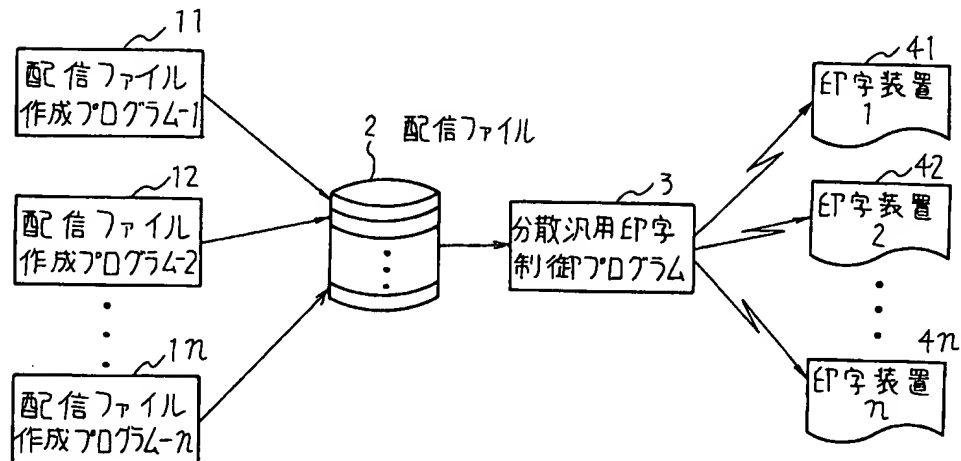 11
配信ファイル
作成プログラム-1
12
配信ファイル
作成プログラム-2
1n
配信ファイル
作成プログラム-n
2 配信ファイル
3
分散汎用印字
制御プログラム
41
印字装置
1
42
印字装置
2
4n
印字装置
n